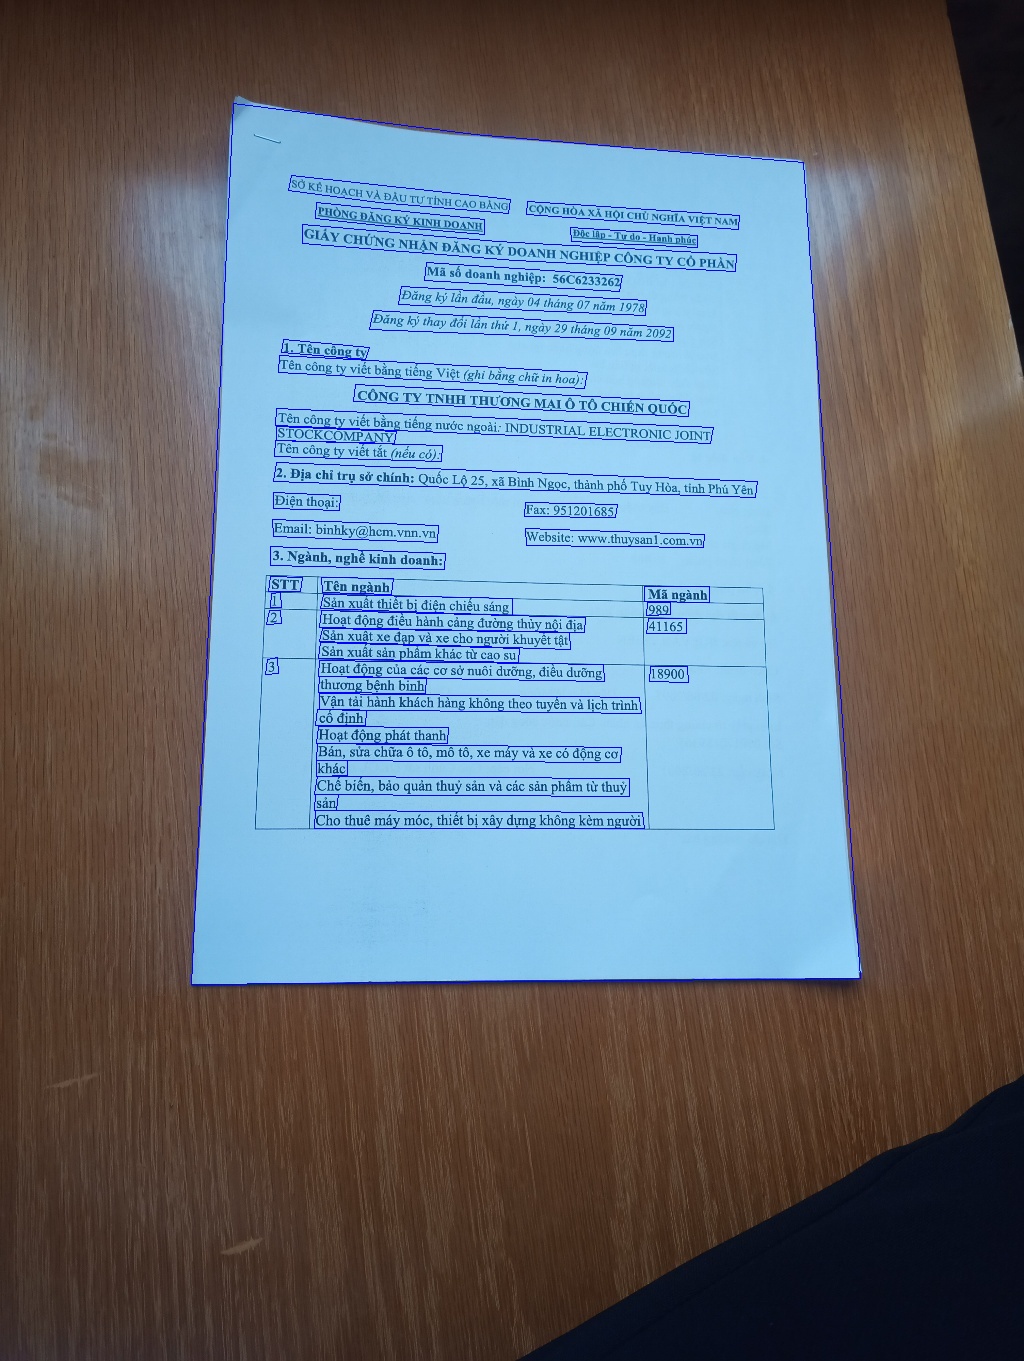 SỞ KẾ HOẠCH VÀ ĐẦU TƯ TỈNH CAO BẰNG
CỘNG HÒA XÃ HỘI CHỦ NGHĨA VIỆT NAM
PHÒNG ĐĂNG KÝ KINH DOANH
Độc lập - Tự do - Hạnh phúc
GIẤY CHỨNG NHẬN ĐĂNG KÝ DOANH NGHIỆP CÔNG TY CỔ PHẦN
Mã số doanh nghiệp: 56C6233262
Đăng ký lần đầu, ngày 04 tháng 07 năm 1978
Đăng ký thay đổi lần thứ 1, ngày 29 tháng 09 năm 2092
1. Tên công ty
Tên công ty viết bằng tiếng Việt (ghi bằng chữ in hoa):
CÔNG TY TNHH THƯƠNG MẠI Ô TÔ CHIẾN QUỐC
Tên công ty viết bằng tiếng nước ngoài: INDUSTRIAL ELECTRONIC JOINT
STOCKCOMPANY
Tên công ty viết tắt (nếu có):
2. Địa chỉ trụ sở chính: Quốc Lộ 25, xã Bình Ngọc, thành phố Tuy Hòa, tỉnh Phú Yên
Điện thoại:
Fax: 951201685
Email: binhky@hcm.vnn.vn
Website: www.thuysan1.com.vn
3. Ngành, nghề kinh doanh:
STT Tên ngành Mã ngành
1 Sản xuất thiết bị điện chiếu sáng 989
2 Hoạt động điều hành cảng đường thủy nội địa 41165
Sản xuất xe đạp và xe cho người khuyết tật
Sản xuất sản phẩm khác từ cao su
3 Hoạt động của các cơ sở nuôi dưỡng, điều dưỡng 18900
thương bệnh binh
Vận tải hành khách hàng không theo tuyến và lịch trình
cố định
Hoạt động phát thanh
Bán, sửa chữa ô tô, mô tô, xe máy và xe có động cơ
khác
Chế biến, bảo quản thuỷ sản và các sản phẩm từ thuỷ
sản
Cho thuê máy móc, thiết bị xây dựng không kèm người